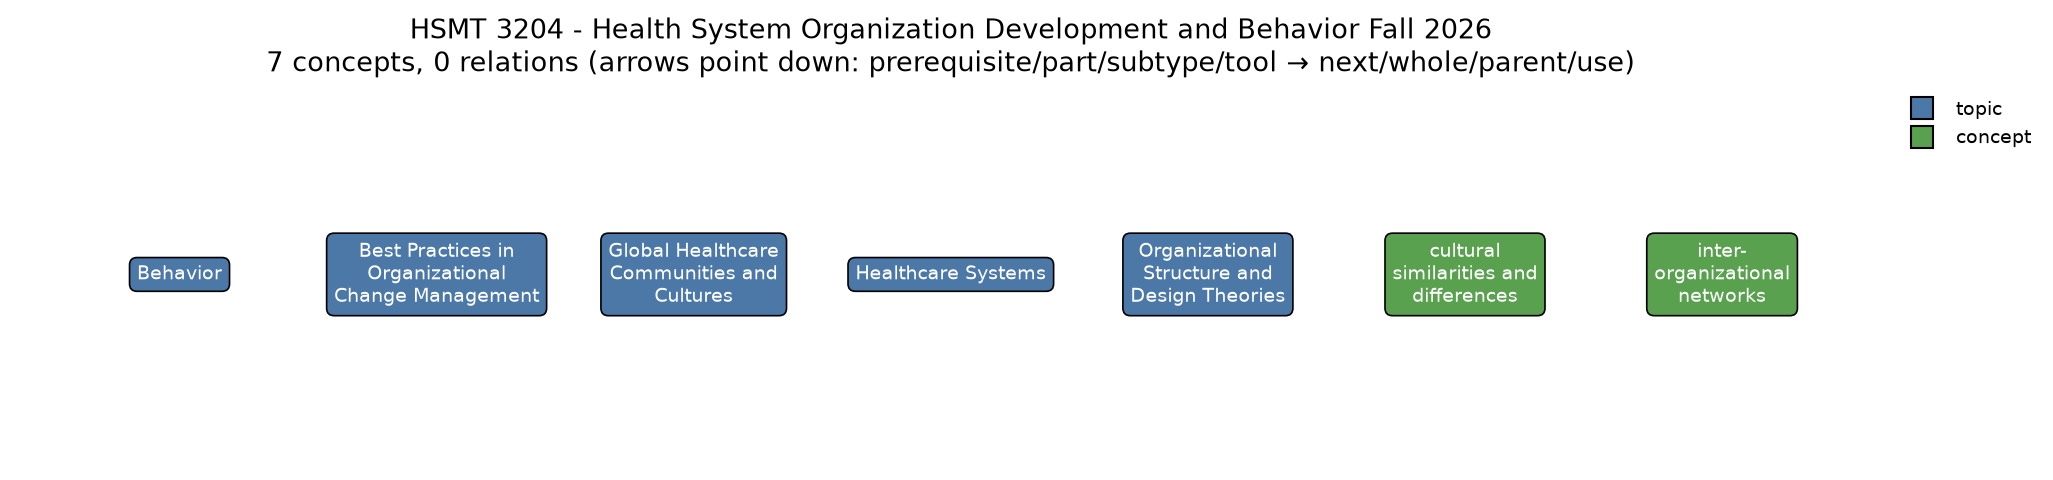 HSMT 3204 - Health System Organization Development and Behavior Fall 2026
7 concepts, 0 relations (arrows point down: prerequisite/part/subtype/tool → next/whole/parent/use)
topic
concept
Behavior
Best Practices in
Organizational
Change Management
Global Healthcare
Communities and
Cultures
Healthcare Systems
Organizational
Structure and
Design Theories
cultural
similarities and
differences
inter-
organizational
networks